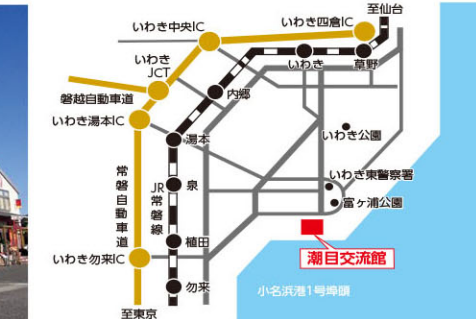 至仙台
いわき四倉IC
いわき中央IC
いわき
JCT
いわき
草野
磐越自動車道
内郷
いわき湯本IC
湯本
いわき公園
常磐自動車道
JR常磐線
泉
いわき東警察署
富ヶ浦公園
植田
潮目交流館
いわき勿来IC
勿来
小名浜港1号埠頭
至東京